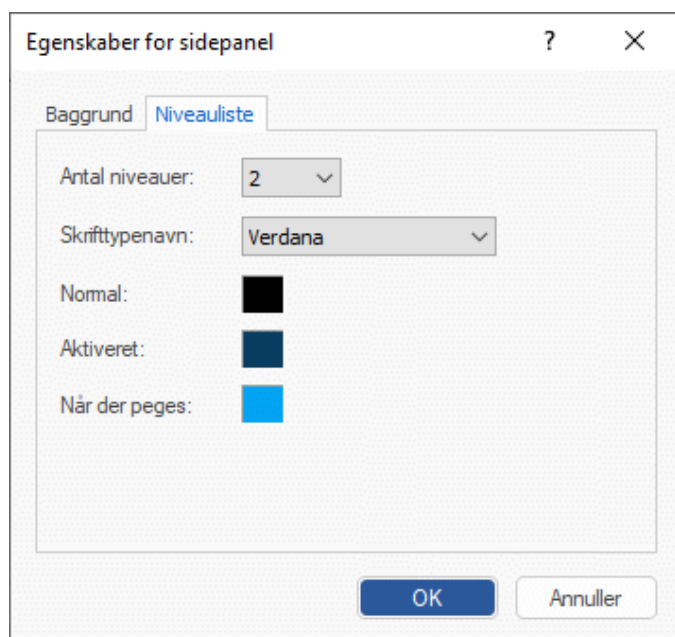 Egenskaber for sidepanel ?
Baggrund Niveauliste
Antal niveauer: 2
Skrifttypenavn: Verdana
Normal:
Aktiveret:
Når der peges:
OK Annuller